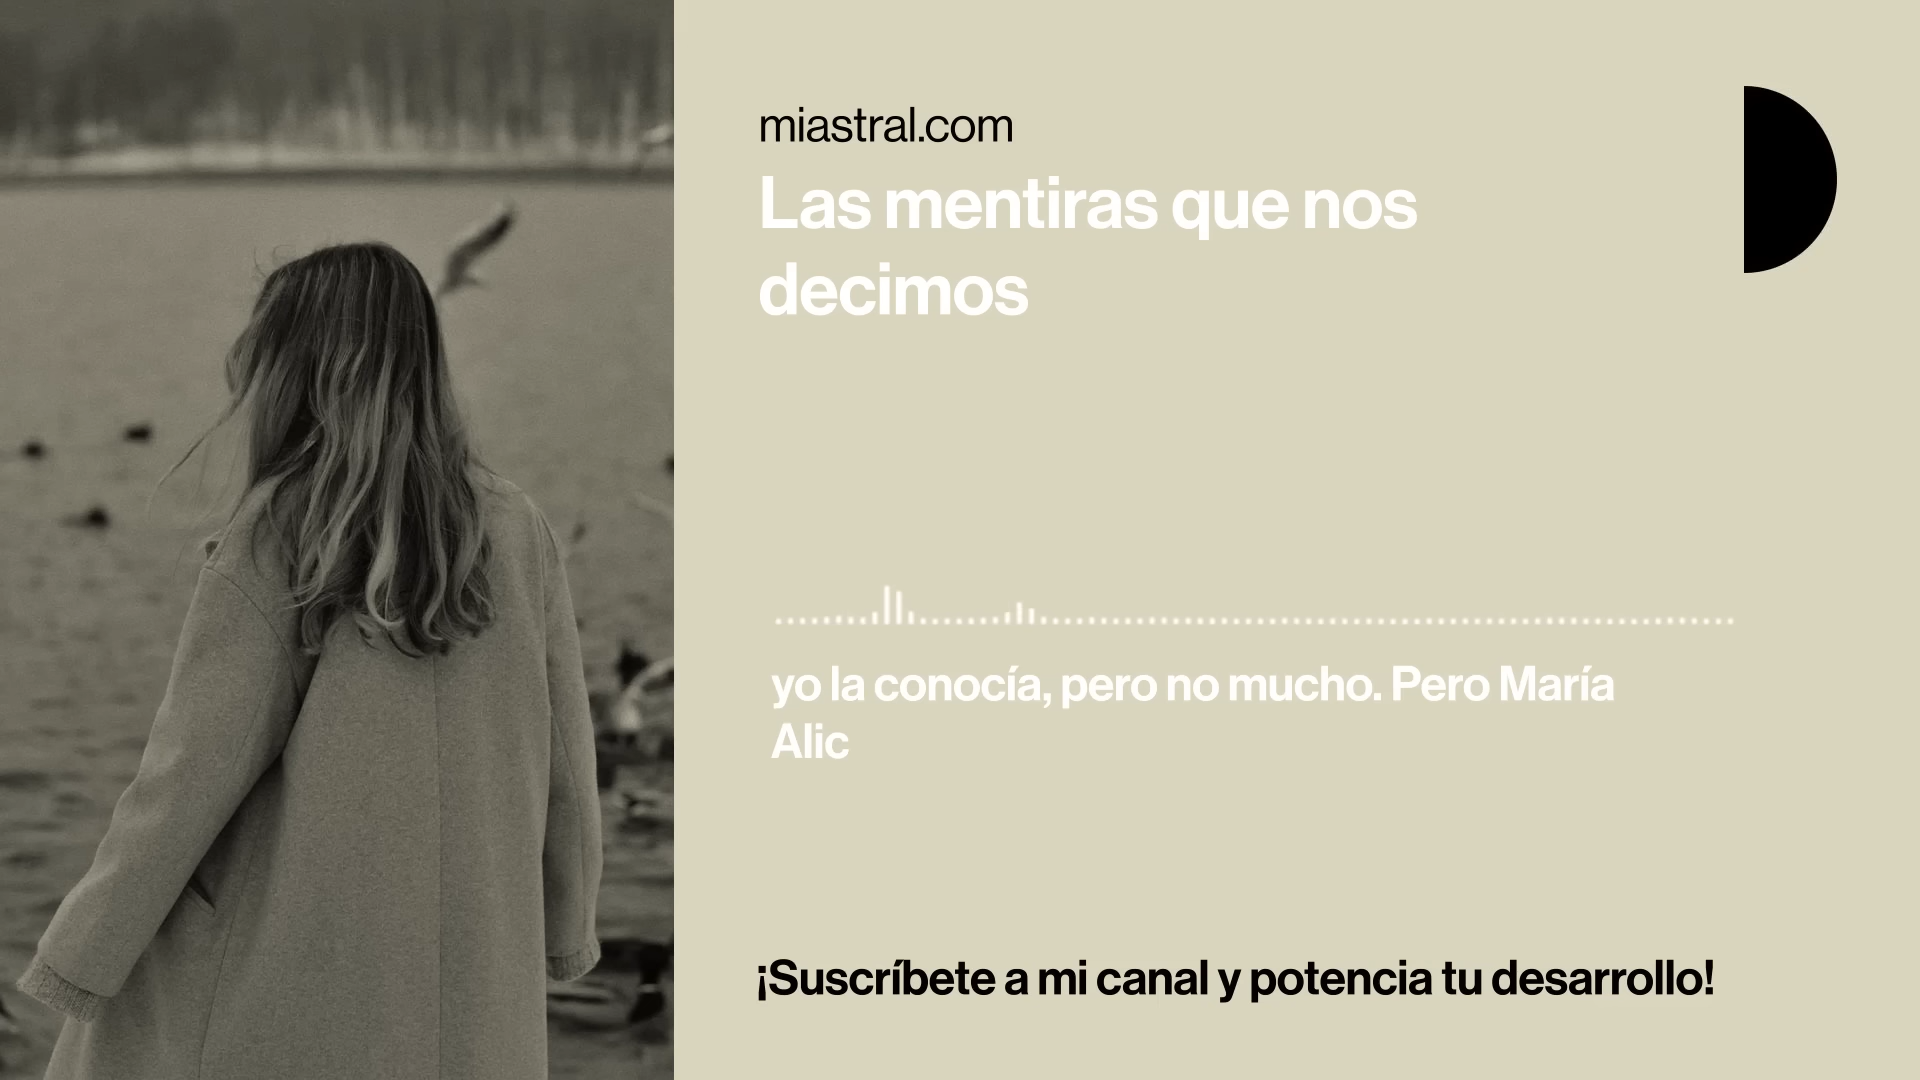 miastral.com
Las mentiras que nos
decimos
yo la conocía, pero no mucho. Pero María
Alic
¡Suscríbete a mi canal y potencia tu desarrollo!